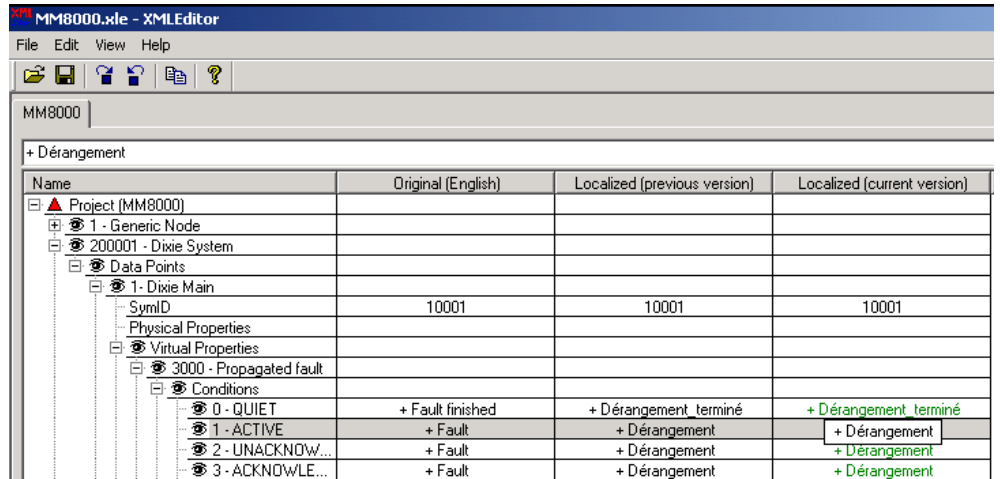 XML MM8000.xle - XMLEditor
File Edit View Help
MM8000
+ Dérangement
Name Original (English) Localized (previous version) Localized (current version)
Project (MM8000)
1 - Generic Node
200001 - Dixie System
Data Points
1- Dixie Main
SymID 10001 10001 10001
Physical Properties
Virtual Properties
3000 - Propagated fault
Conditions
0 - QUIET + Fault finished + Dérangement_terminé + Dérangement_terminé
1 - ACTIVE + Fault + Dérangement + Dérangement
2 - UNACKNOW... + Fault + Dérangement + Dérangement
3 - ACKNOWLE... + Fault + Dérangement + Dérangement